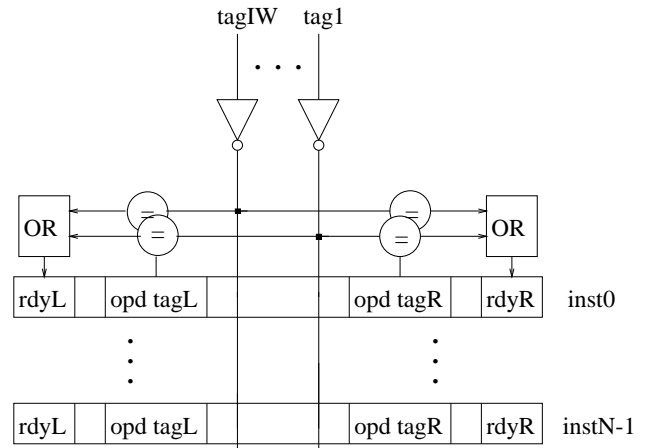 tagIW tag1
. . .
OR = = OR
= =
rdyL opd tagL opd tagR rdyR inst0
rdyL opd tagL opd tagR rdyR instN-1